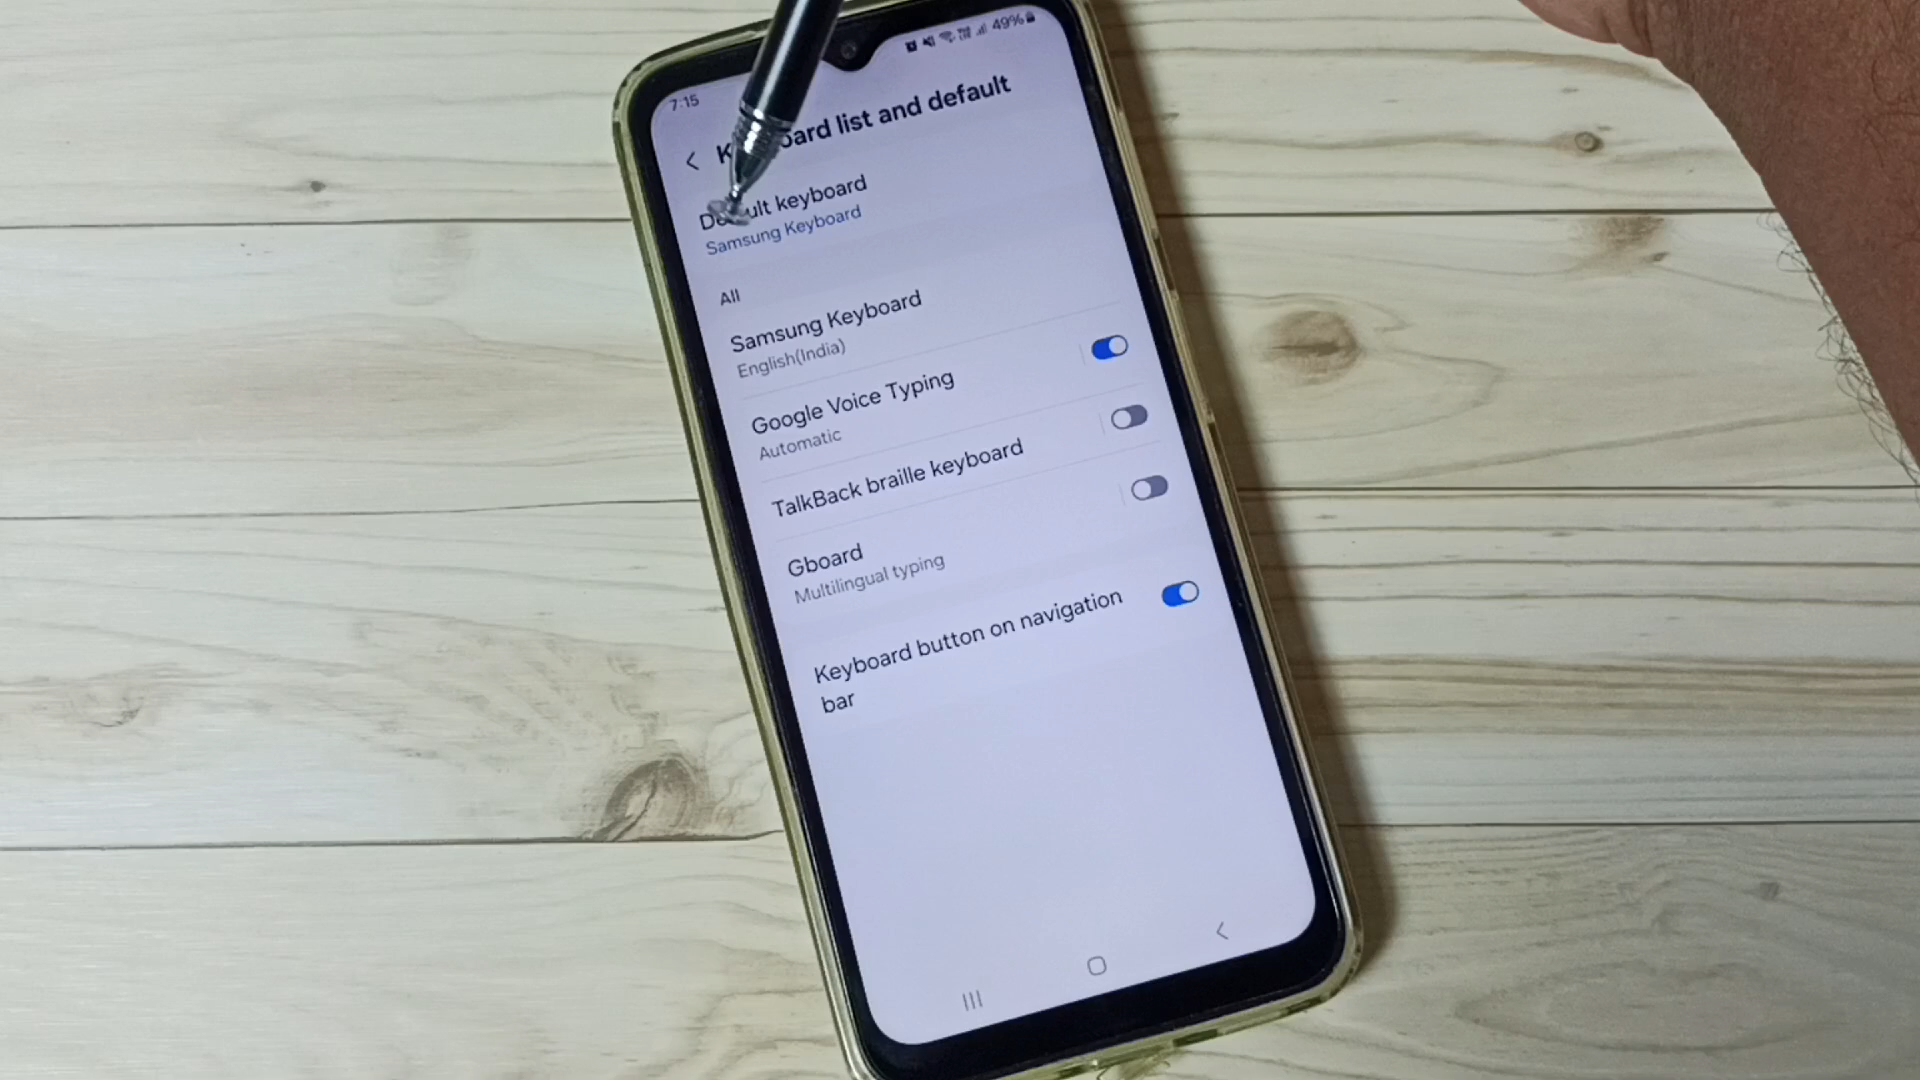 7:15
49%
Keyboard list and default
Default keyboard
Samsung Keyboard
All
Samsung Keyboard
English(India)
Google Voice Typing
Automatic
TalkBack braille keyboard
Gboard
Multilingual typing
Keyboard button on navigation
bar